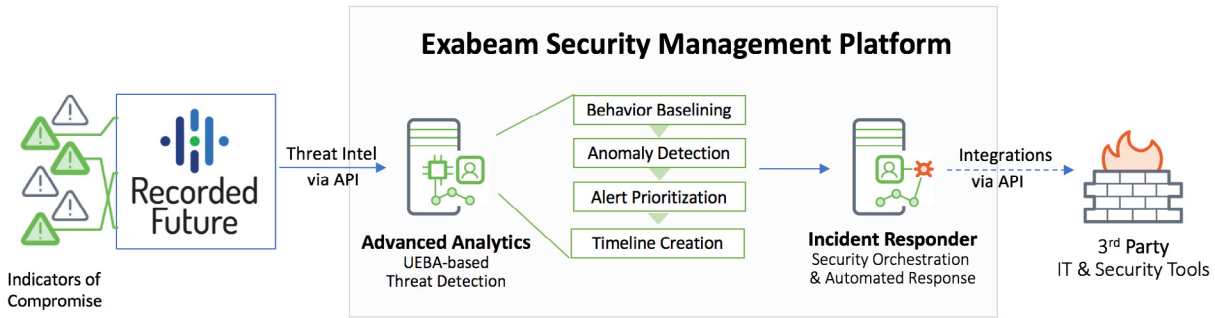 Exabeam Security Management Platform
Indicators of
Compromise
Recorded
Future
Threat Intel
via API
Advanced Analytics
UEBA-based
Threat Detection
Behavior Baselining
Anomaly Detection
Alert Prioritization
Timeline Creation
Incident Responder
Security Orchestration
& Automated Response
Integrations
via API
3rd Party
IT & Security Tools